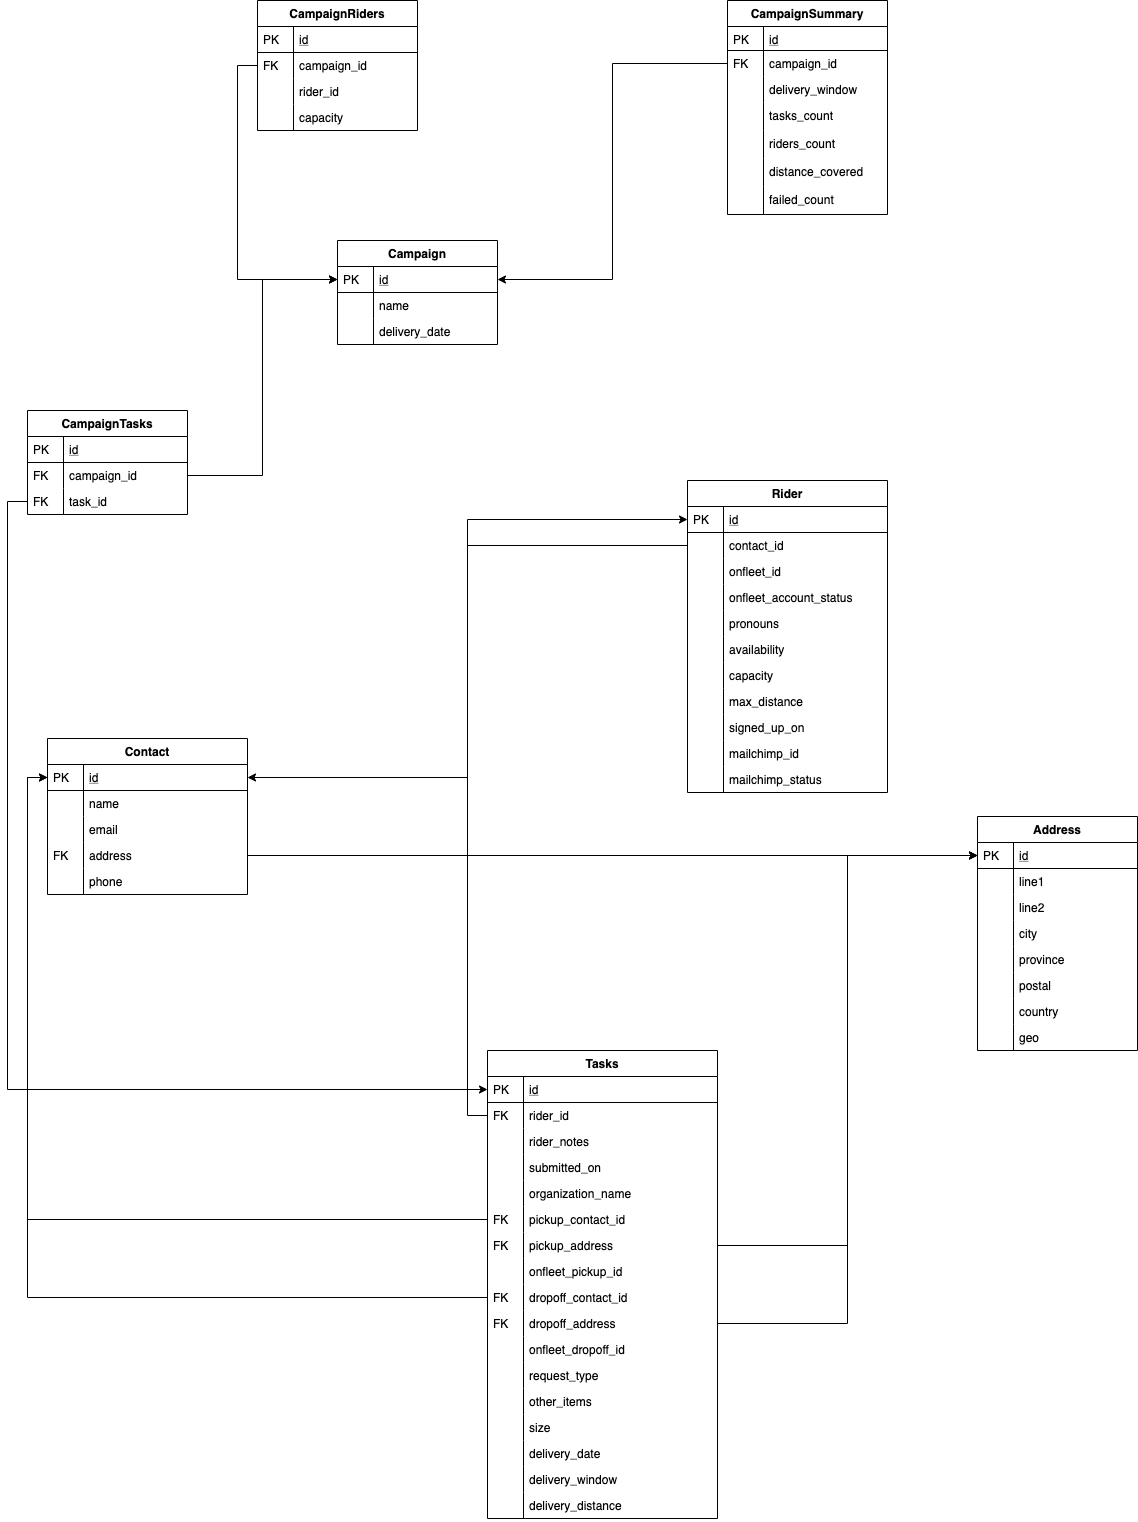 CampaignRiders
PK id
FK campaign_id
rider_id
capacity
CampaignSummary
PK id
FK campaign_id
delivery_window
tasks_count
riders_count
distance_covered
failed_count
Campaign
PK id
name
delivery_date
CampaignTasks
PK id
FK campaign_id
FK task_id
Rider
PK id
contact_id
onfleet_id
onfleet_account_status
pronouns
availability
capacity
max_distance
signed_up_on
mailchimp_id
mailchimp_status
Contact
PK id
name
email
FK address
phone
Address
PK id
line1
line2
city
province
postal
country
geo
Tasks
PK id
FK rider_id
rider_notes
submitted_on
organization_name
FK pickup_contact_id
FK pickup_address
onfleet_pickup_id
FK dropoff_contact_id
FK dropoff_address
onfleet_dropoff_id
request_type
other_items
size
delivery_date
delivery_window
delivery_distance